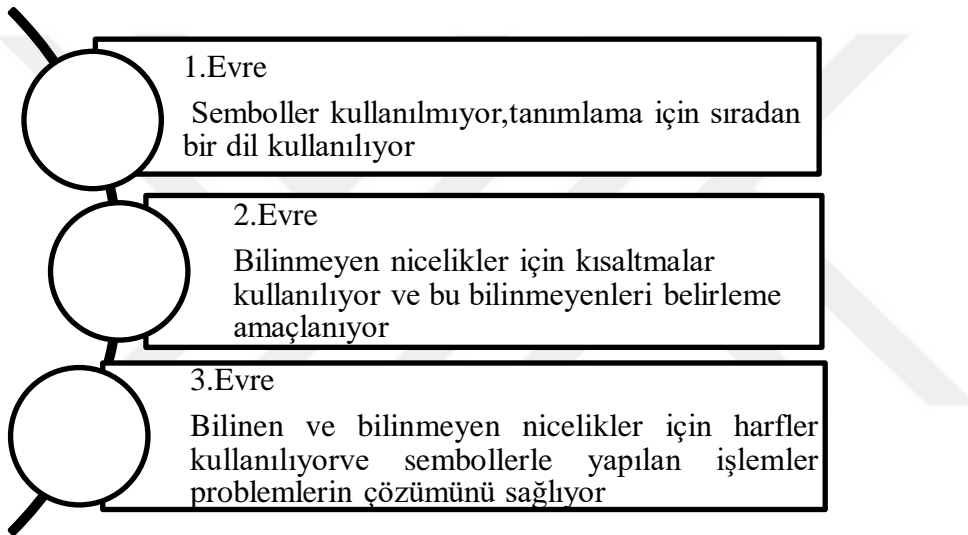 1.Evre
Semboller kullanılmıyor,tanımlama için sıradan
bir dil kullanılıyor
2.Evre
Bilinmeyen nicelikler için kısaltmalar
kullanılıyor ve bu bilinmeyenleri belirleme
amaçlanıyor
3.Evre
Bilinen ve bilinmeyen nicelikler için harfler
kullanılıyorve sembollerle yapılan işlemler
problemlerin çözümünü sağlıyor